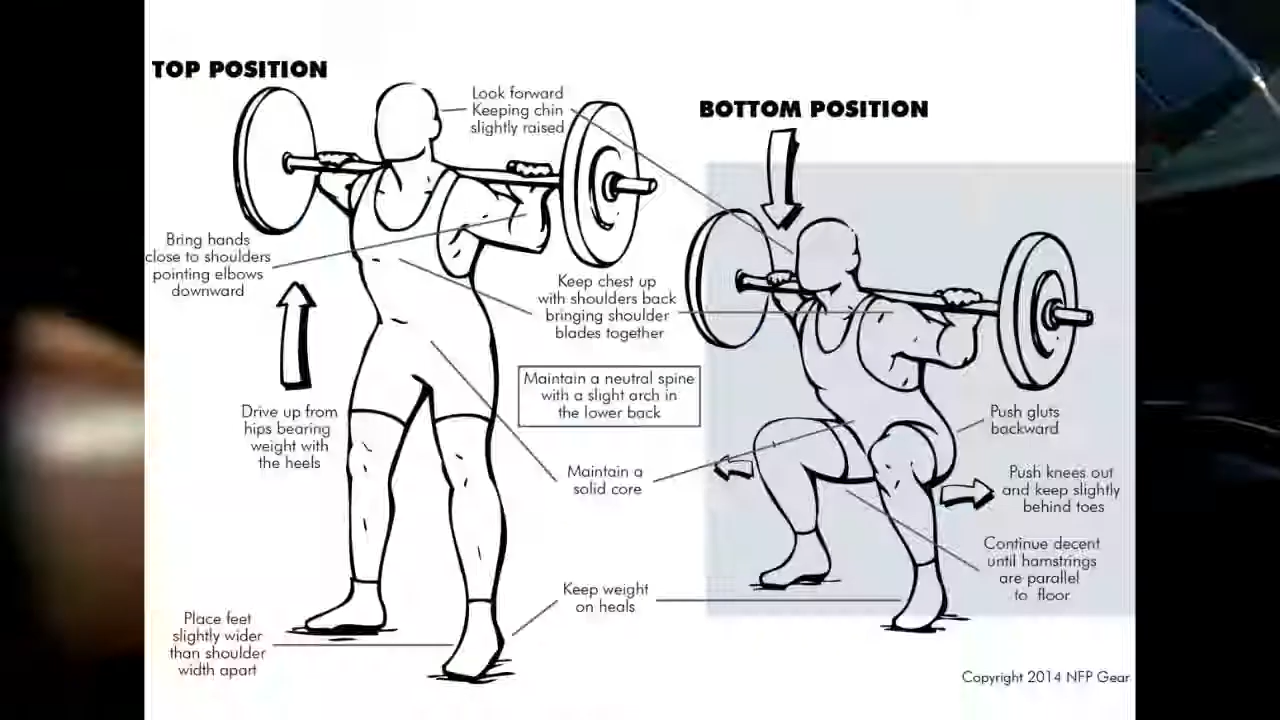 TOP POSITION
Look forward
Keeping chin
slightly raised
BOTTOM POSITION
Bring hands
close to shoulders
pointing elbows
downward
Keep chest up
with shoulders back
bringing shoulder
blades together
Maintain a neutral spine
with a slight arch in
the lower back
Drive up from
hips bearing
weight with
the heels
Maintain a
solid core
Push gluts
backward
Push knees out
and keep slightly
behind toes
Continue decent
until hamstrings
are parallel
to floor
Keep weight
on heals
Place feet
slightly wider
than shoulder
width apart
Copyright 2014 NFP Gear